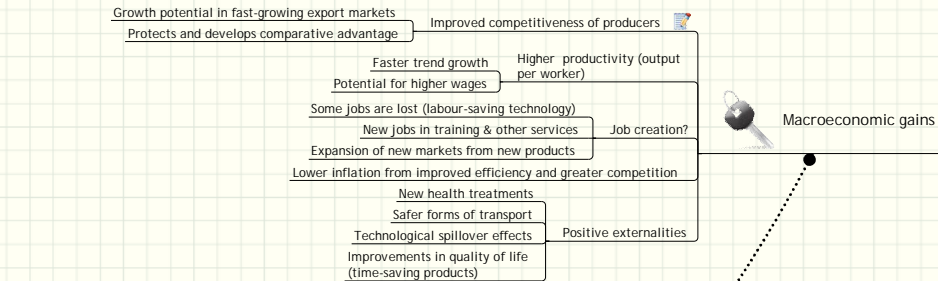 Growth potential in fast-growing export markets
Protects and develops comparative advantage
Improved competitiveness of producers
Faster trend growth
Potential for higher wages
Higher productivity (output
per worker)
Some jobs are lost (labour-saving technology)
New jobs in training & other services
Expansion of new markets from new products
Job creation?
Lower inflation from improved efficiency and greater competition
New health treatments
Safer forms of transport
Technological spillover effects
Improvements in quality of life
(time-saving products)
Positive externalities
Macroeconomic gains